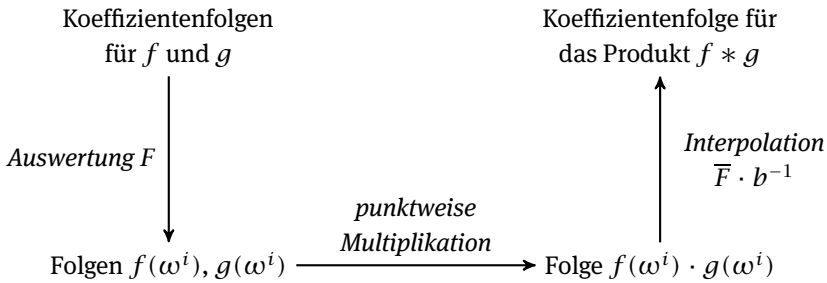 Koeffizientenfolgen
für f und g
Koeffizientenfolge für
das Produkt f ∗ g
Auswertung F
Interpolation
F̅ · b⁻¹
punktweise
Multiplikation
Folgen f(ωⁱ), g(ωⁱ)
Folge f(ωⁱ) · g(ωⁱ)